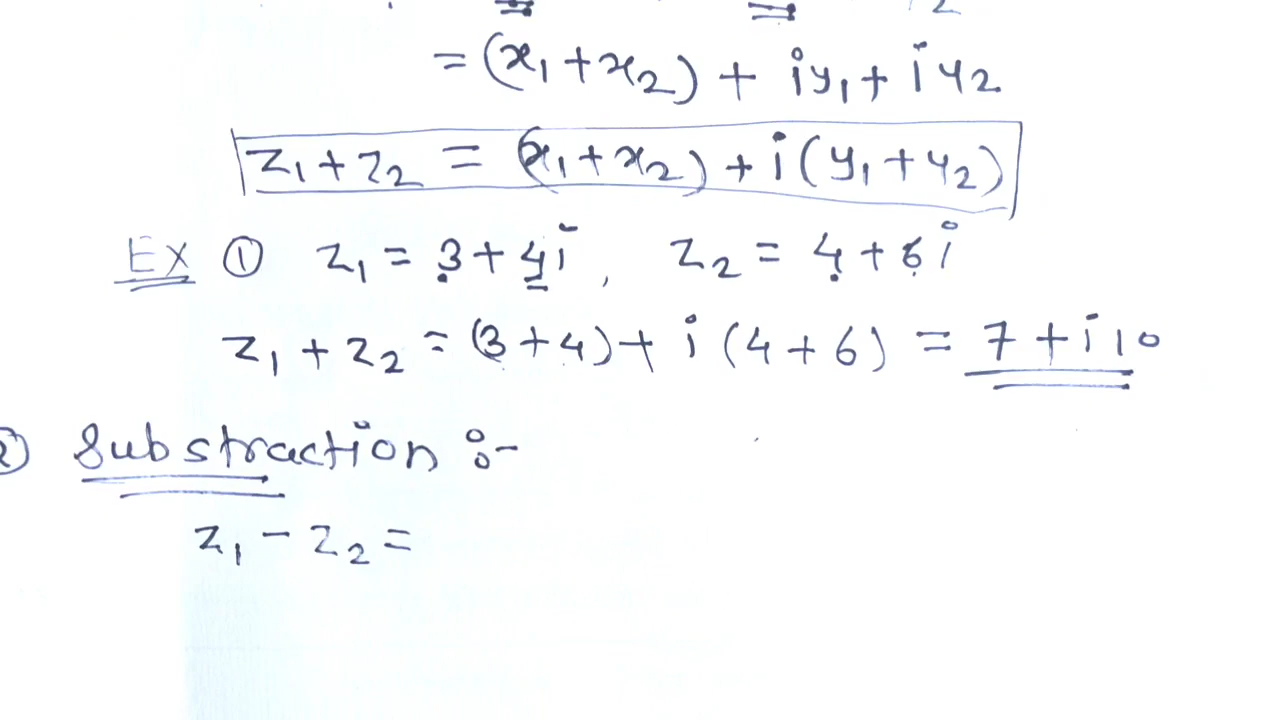 = (x₁+x₂) + iy₁ + iy₂
z₁+z₂ = (x₁+x₂) + i(y₁+y₂)
Ex ① z₁ = 3+4i, z₂ = 4+6i
z₁+z₂ = (3+4)+ i(4+6) = 7+i10
2) Substraction :-
z₁ - z₂ =